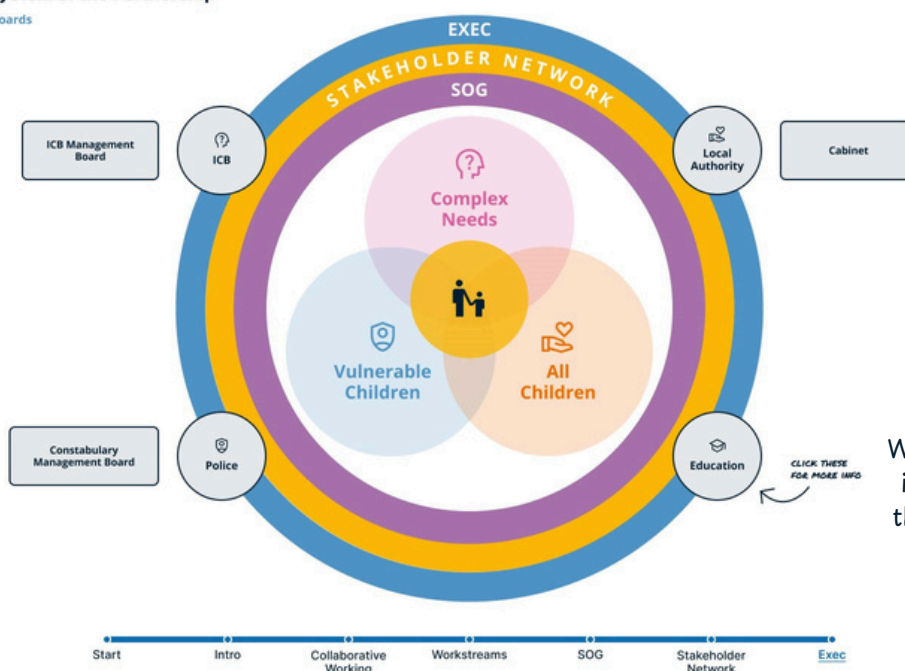 oards
EXEC
STAKEHOLDER NETWORK
SOG
ICB Management
Board
ICB
Local
Authority
Cabinet
Complex
Needs
Vulnerable
Children
All
Children
Constabulary
Management Board
Police
Education
CLICK THESE
FOR MORE INFO
W
i
th
Start
Intro
Collaborative
Working
Workstreams
SOG
Stakeholder
Network
Exec